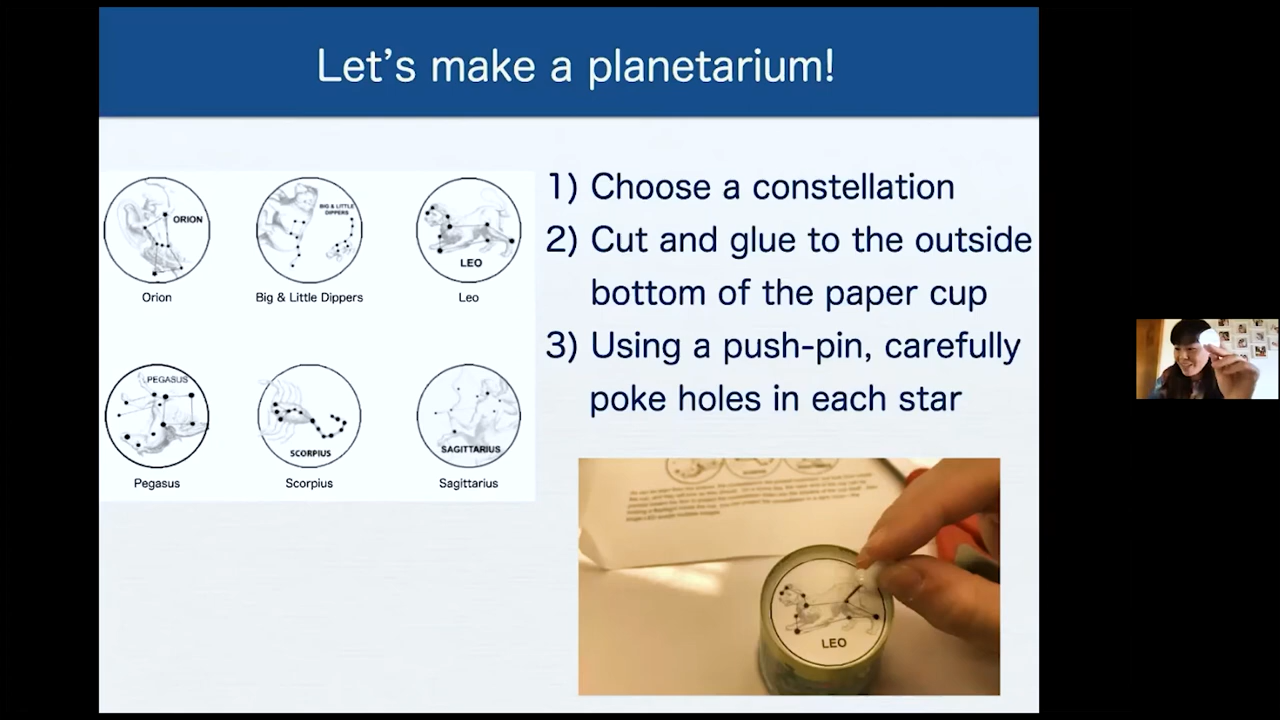 Let's make a planetarium!
ORION
BIG & LITTLE
DIPPERS
LEO
Orion
Big & Little Dippers
Leo
PEGASUS
SCORPIUS
SAGITTARIUS
Pegasus
Scorpius
Sagittarius
1) Choose a constellation
2) Cut and glue to the outside
bottom of the paper cup
3) Using a push-pin, carefully
poke holes in each star
LEO